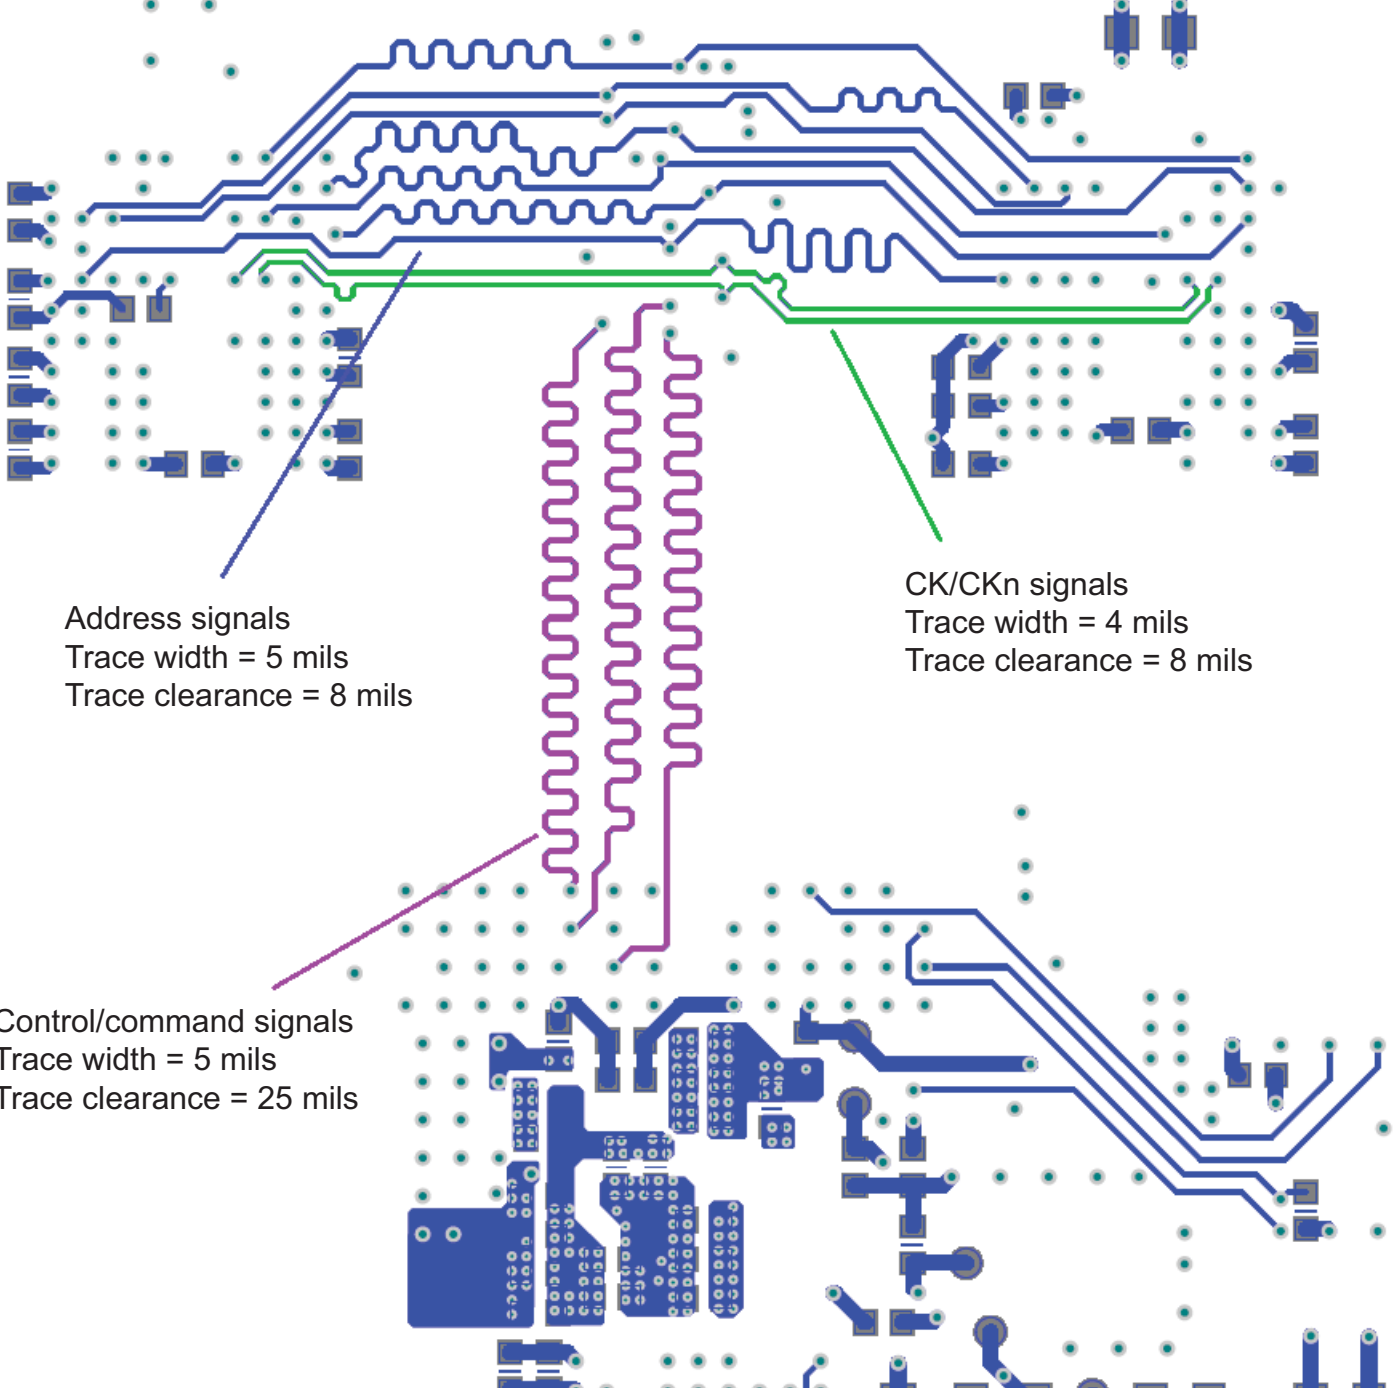 CK/CKn signals
Trace width = 4 mils
Trace clearance = 8 mils
Address signals
Trace width = 5 mils
Trace clearance = 8 mils
Control/command signals
Trace width = 5 mils
Trace clearance = 25 mils